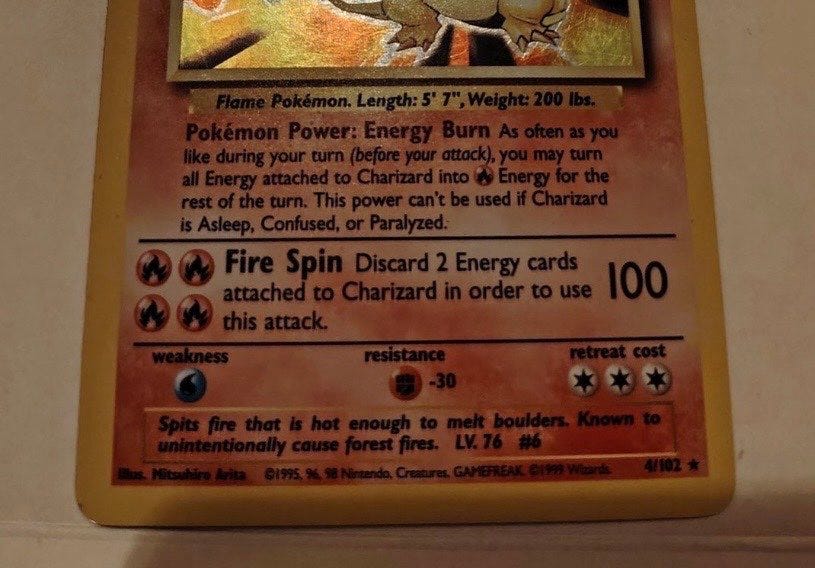 Flame Pokémon. Length: 5' 7", Weight: 200 lbs.
Pokémon Power: Energy Burn As often as you
like during your turn (before your attack), you may turn
all Energy attached to Charizard into Energy for the
rest of the turn. This power can't be used if Charizard
is Asleep, Confused, or Paralyzed.
Fire Spin Discard 2 Energy cards
attached to Charizard in order to use
this attack.
100
weakness
resistance
retreat cost
-30
Spits fire that is hot enough to melt boulders. Known to
unintentionally cause forest fires. LV. 76 #6
Illus. Mitsuhiro Arita ©1995, 96, 98 Nintendo, Creatures, GAMEFREAK. ©1999 Wizards. 4/102 ★